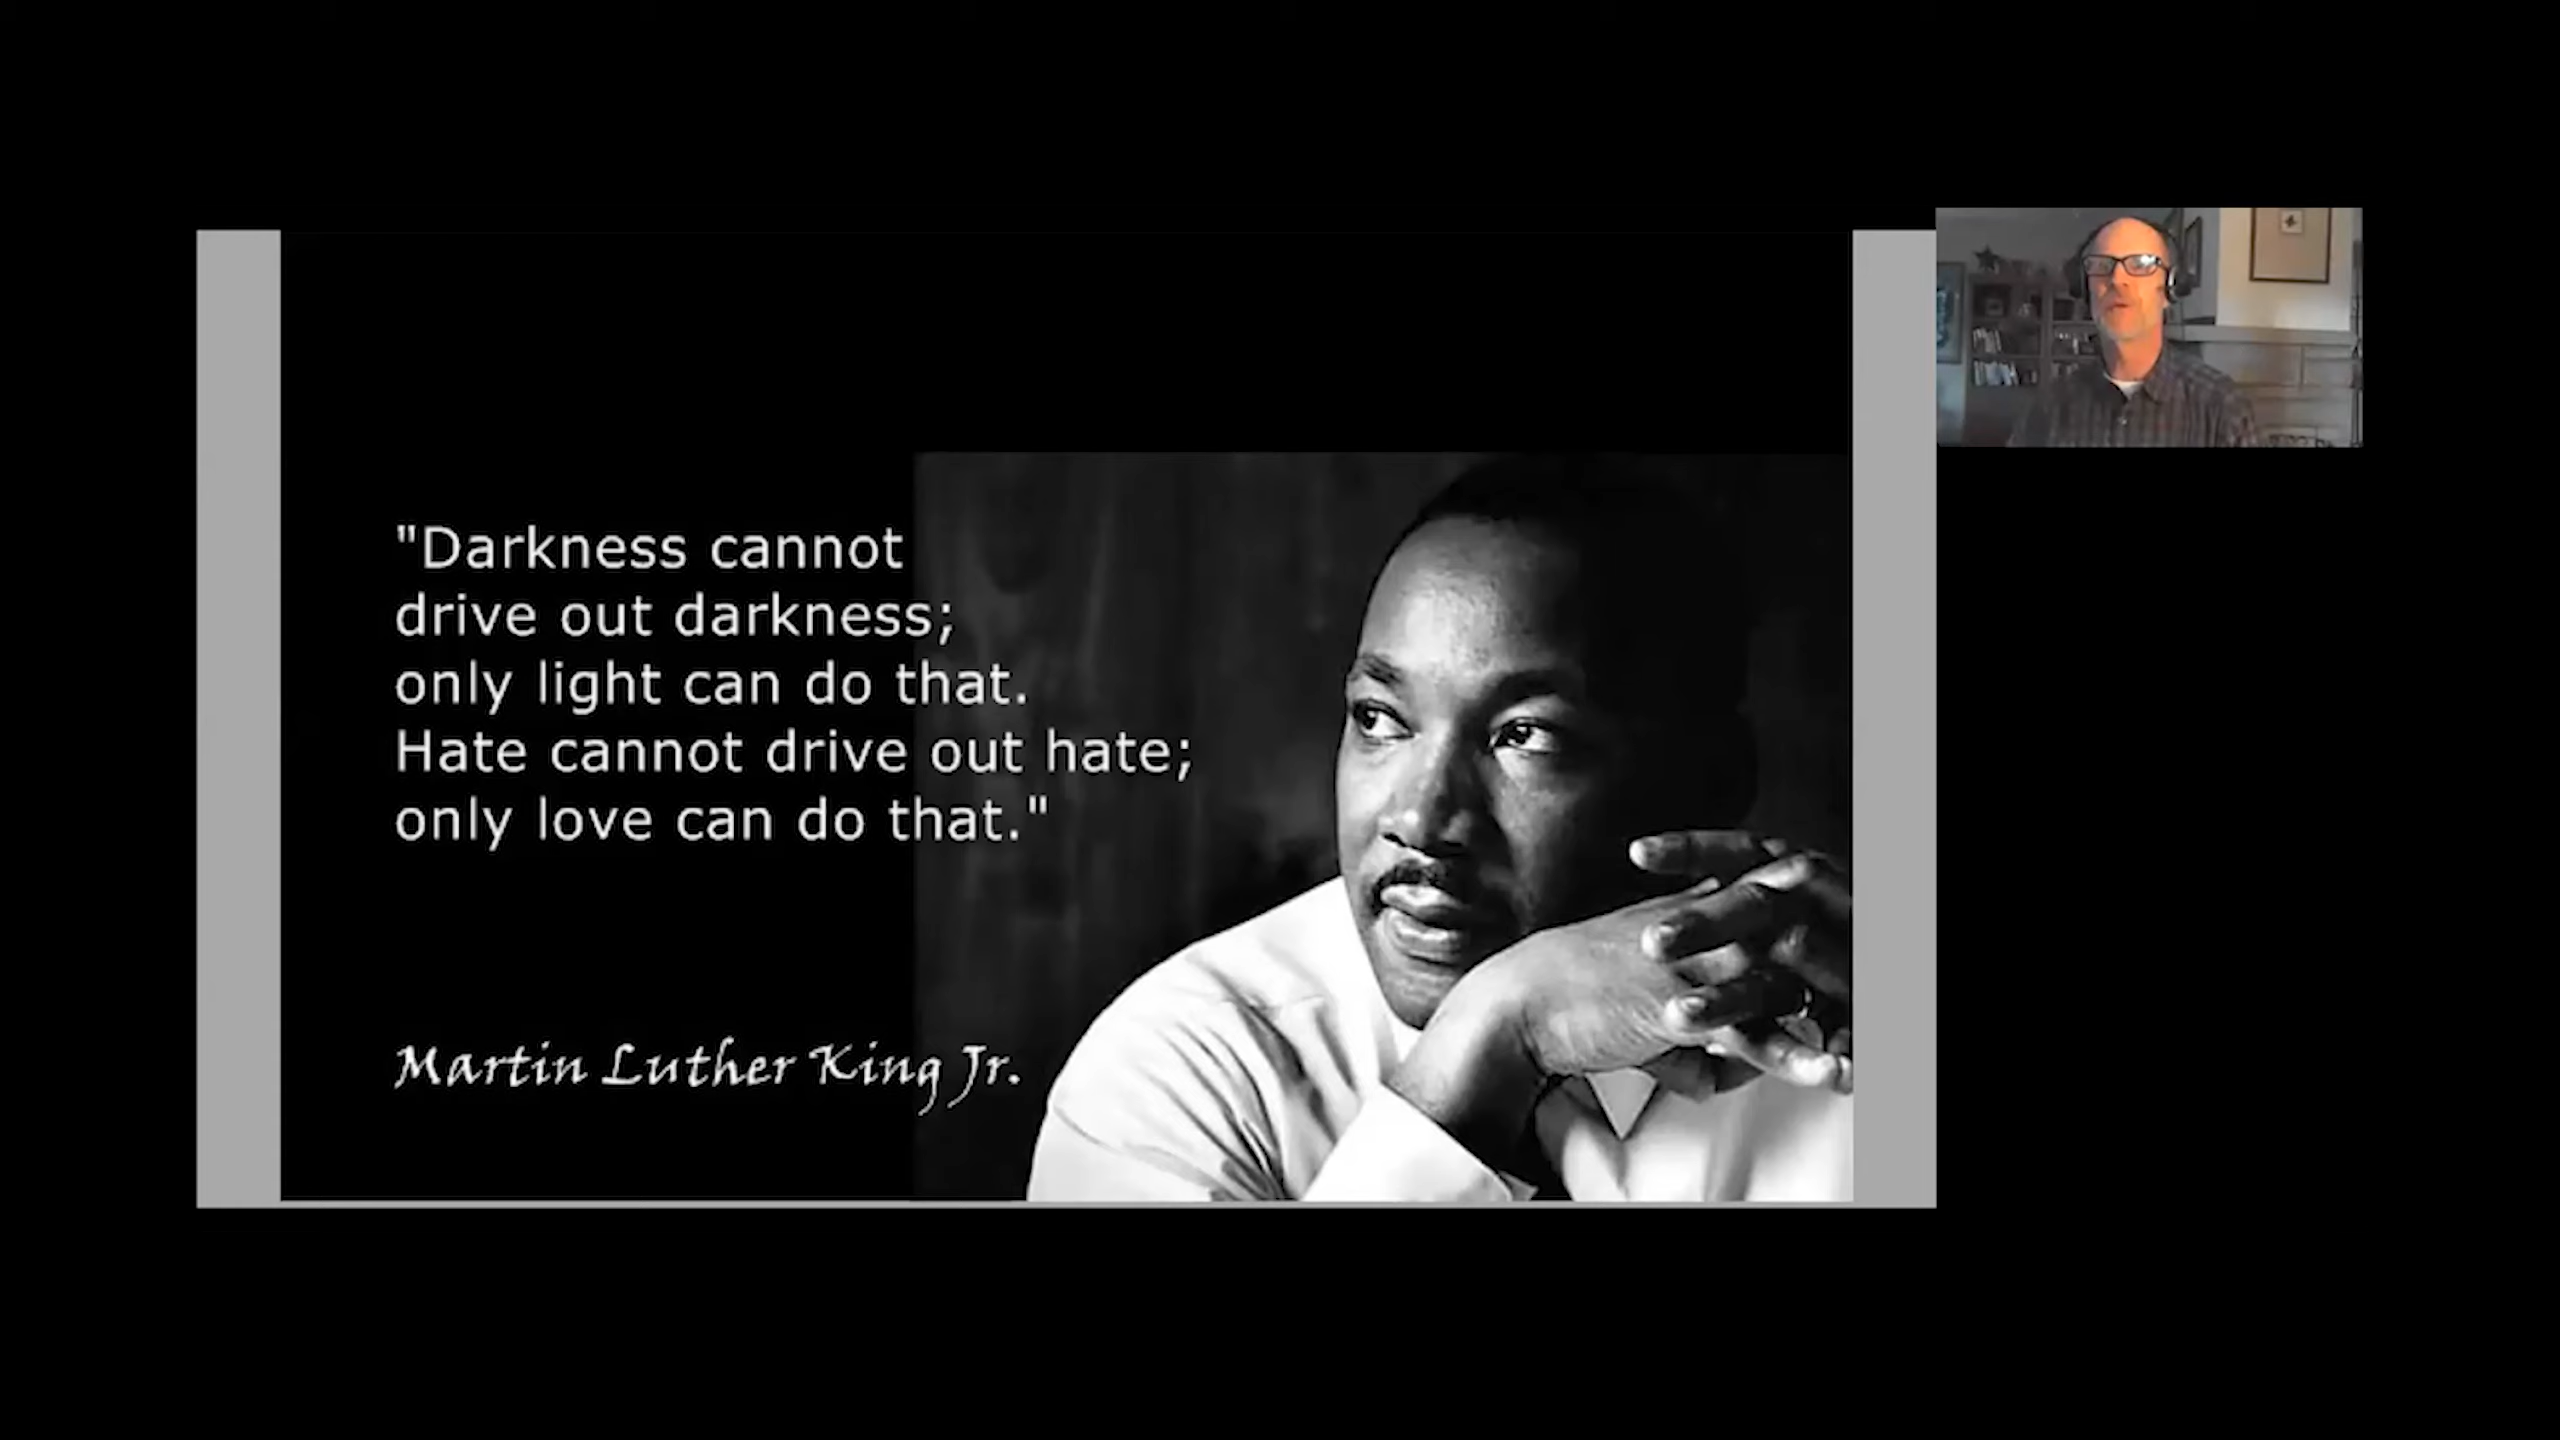 "Darkness cannot
drive out darkness;
only light can do that.
Hate cannot drive out hate;
only love can do that."
Martin Luther King Jr.